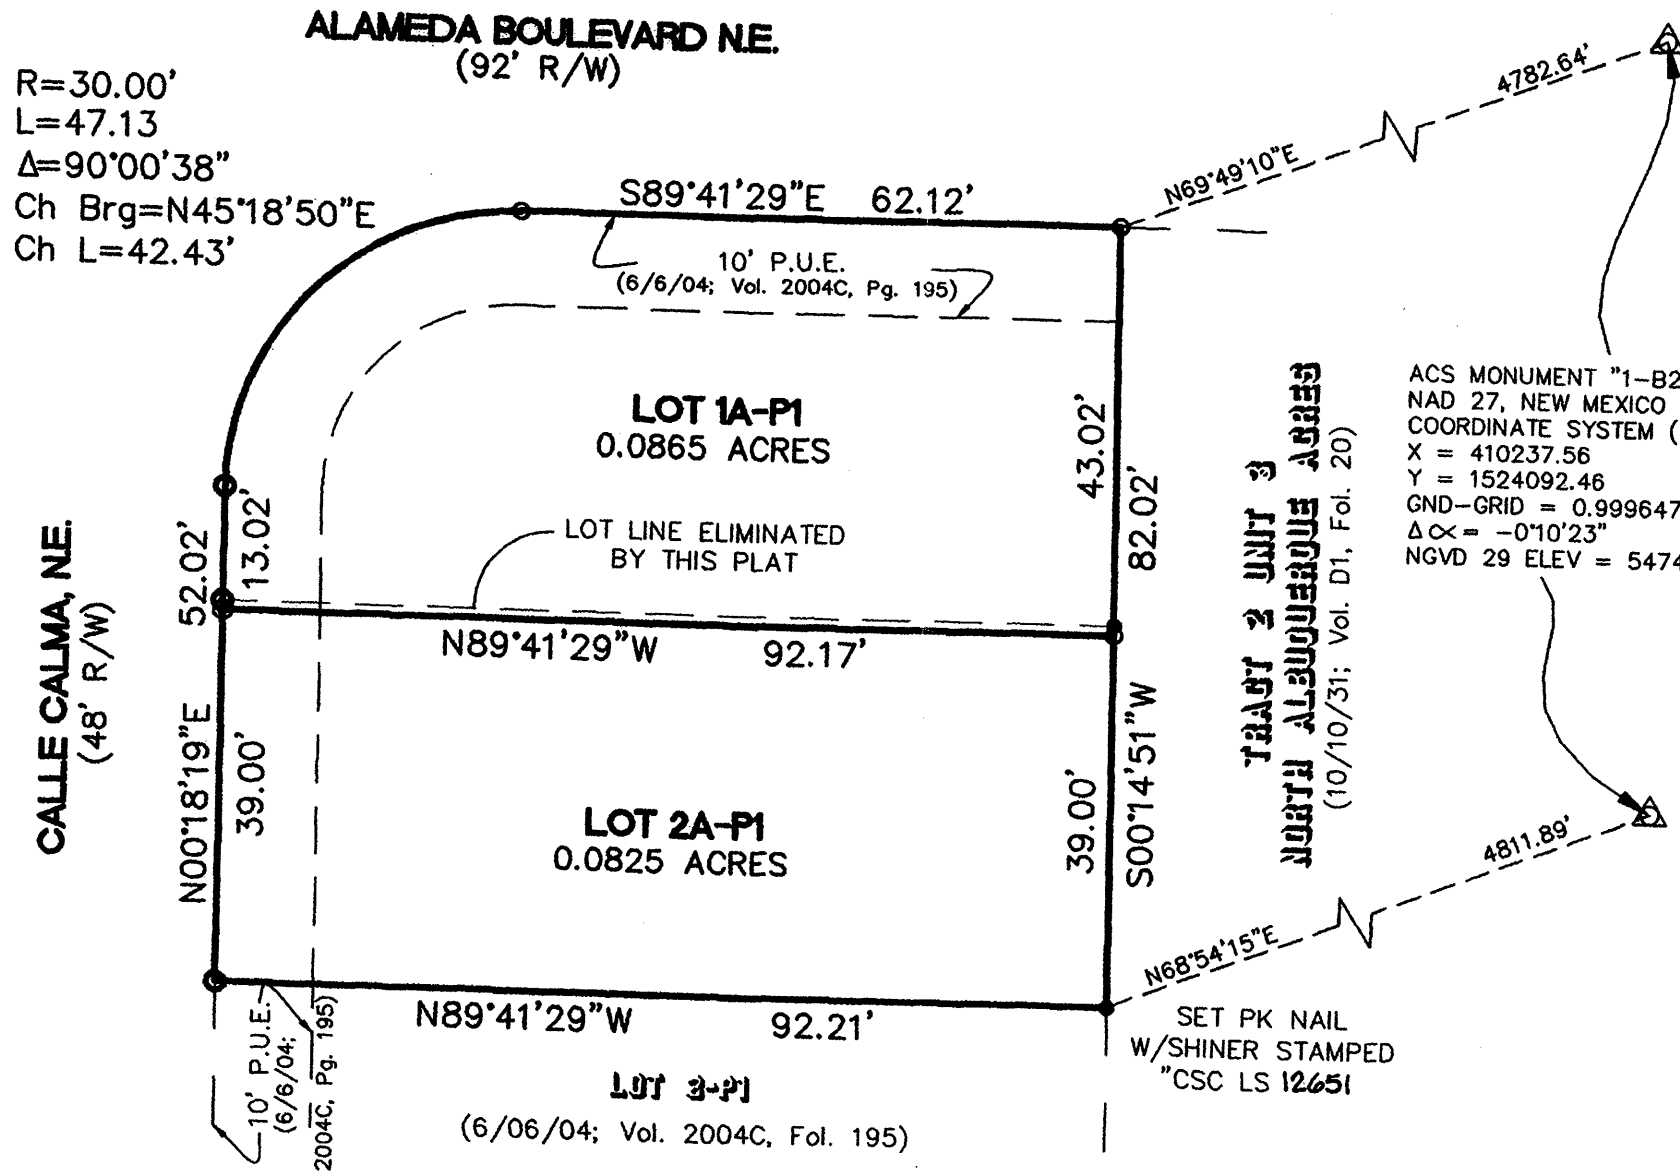 ALAMEDA BOULEVARD N.E.
(92' R/W)
R=30.00'
L=47.13
Δ=90°00'38"
Ch Brg=N45°18'50"E
Ch L=42.43'
S89°41'29"E 62.12'
N69°49'10"E
4782.64'
10' P.U.E.
(6/6/04; Vol. 2004C, Pg. 195)
LOT 1A-P1
0.0865 ACRES
43.02'
82.02'
LOT LINE ELIMINATED
BY THIS PLAT
52.02'
13.02'
N89°41'29"W 92.17'
CALLE CALMA, N.E.
(48' R/W)
N00°18'19"E
39.00'
LOT 2A-P1
0.0825 ACRES
39.00'
S00°14'51"W
TRACT 2 UNIT 3
NORTH ALBUQUERQUE ACRES
(10/10/31; Vol. D1, Fol. 20)
ACS MONUMENT "1-B2
NAD 27, NEW MEXICO
COORDINATE SYSTEM (
X = 410237.56
Y = 1524092.46
GND-GRID = 0.999647
Δ∝ = -0°10'23"
NGVD 29 ELEV = 5474
N68°54'15"E
4811.89'
N89°41'29"W 92.21'
SET PK NAIL
W/SHINER STAMPED
"CSC LS 12651
10' P.U.E.
(6/6/04;
2004C, Pg. 195)
LOT 3-P1
(6/06/04; Vol. 2004C, Fol. 195)